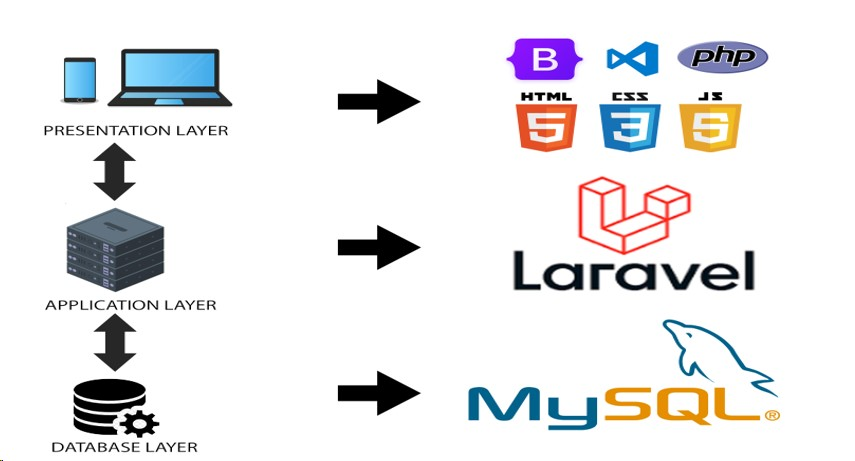 B
php
HTML CSS JS
5 3 5
PRESENTATION LAYER
Laravel
APPLICATION LAYER
MySQL®
DATABASE LAYER